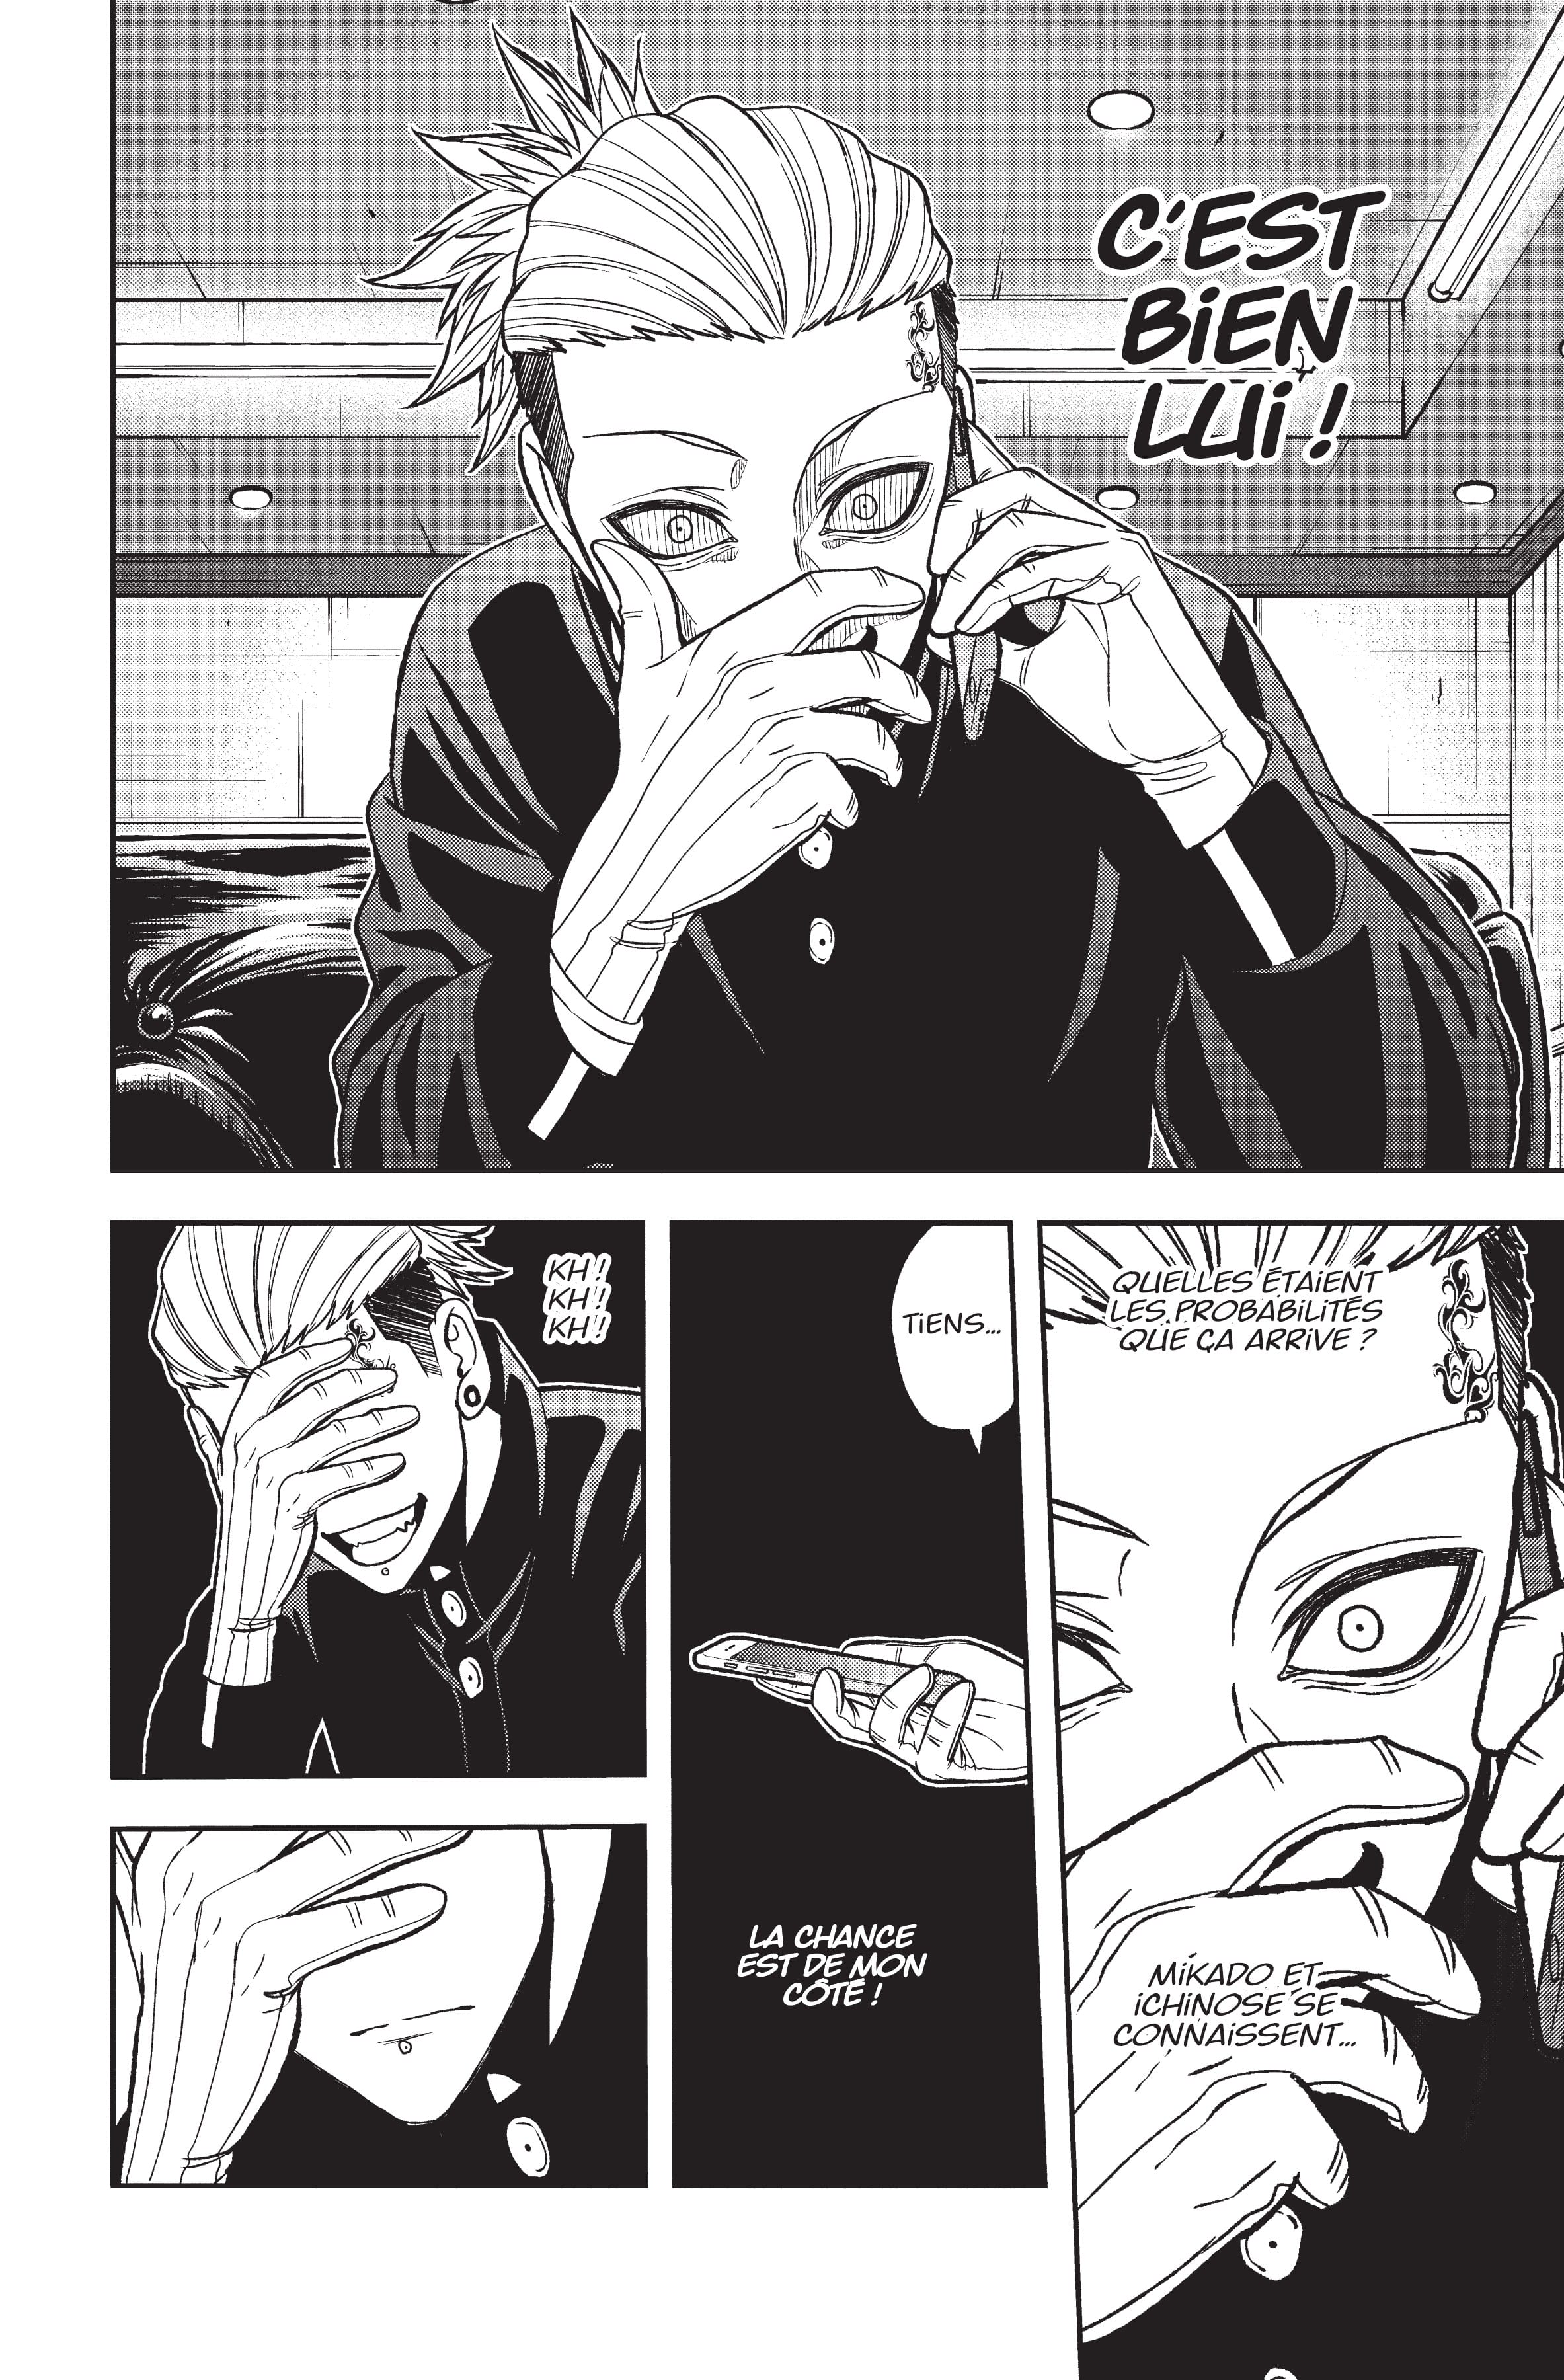 C'EST
BIEN
LUI !
QUELLES ÉTAIENT
LES PROBABILITÉS
QUE ÇA ARRIVE ?
MIKADO ET
ICHINOSE SE
CONNAISSENT...
TIENS...
LA CHANCE
EST DE MON
CÔTÉ !
KH !
KH !
KH !